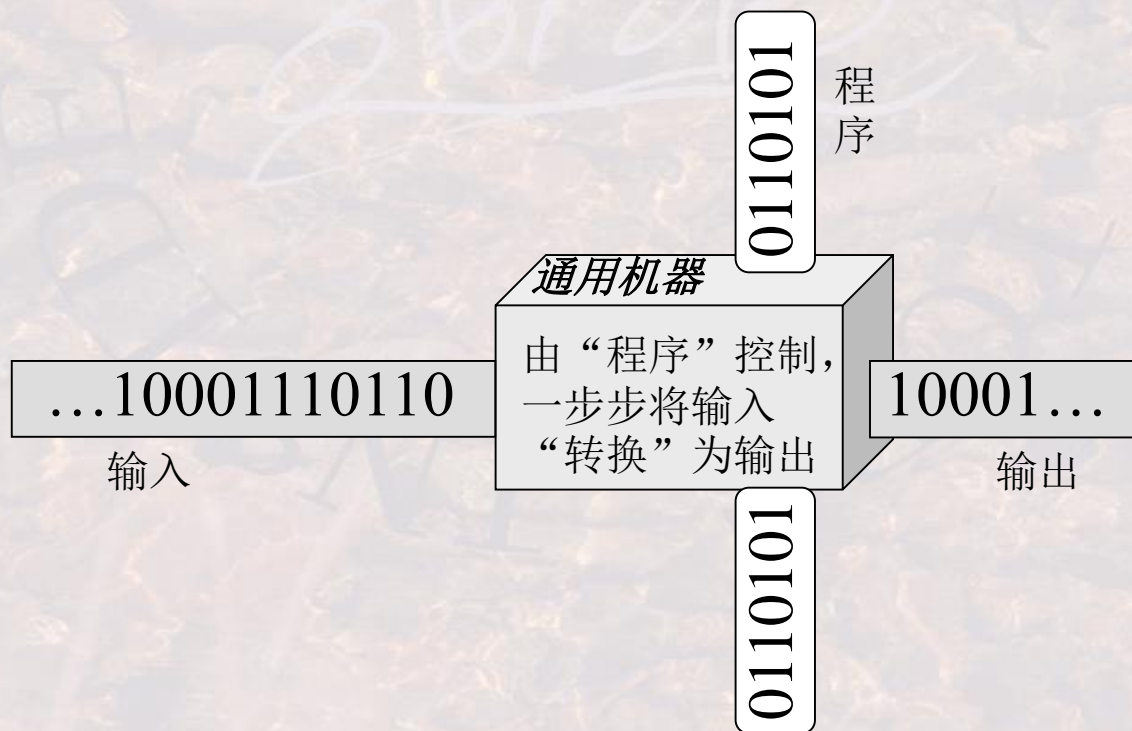 0110101
程
序
通用机器
由“程序”控制，
一步步将输入
“转换”为输出
…10001110110
10001…
输入
输出
0110101